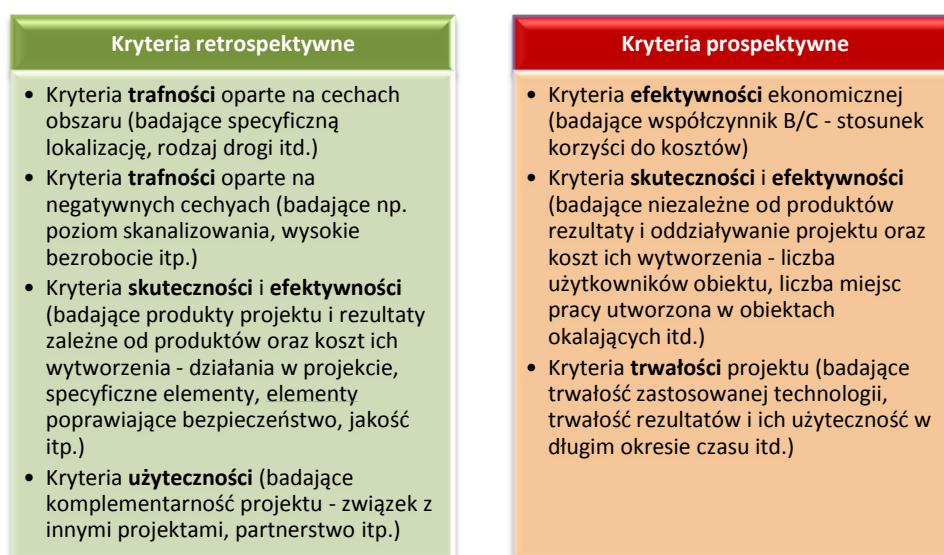 Kryteria retrospektywne
• Kryteria trafności oparte na cechach
obszaru (badające specyficzną
lokalizację, rodzaj drogi itd.)
• Kryteria trafności oparte na
negatywnych cechyach (badające np.
poziom skanalizowania, wysokie
bezrobocie itp.)
• Kryteria skuteczności i efektywności
(badające produkty projektu i rezultaty
zależne od produktów oraz koszt ich
wytworzenia - działania w projekcie,
specyficzne elementy, elementy
poprawiające bezpieczeństwo, jakość
itp.)
• Kryteria użyteczności (badające
komplementarność projektu - związek z
innymi projektami, partnerstwo itp.)
Kryteria prospektywne
• Kryteria efektywności ekonomicznej
(badające współczynnik B/C - stosunek
korzyści do kosztów)
• Kryteria skuteczności i efektywności
(badające niezależne od produktów
rezultaty i oddziaływanie projektu oraz
koszt ich wytworzenia - liczba
użytkowników obiektu, liczba miejsc
pracy utworzona w obiektach
okalających itd.)
• Kryteria trwałości projektu (badające
trwałość zastosowanej technologii,
trwałość rezultatów i ich użyteczność w
długim okresie czasu itd.)